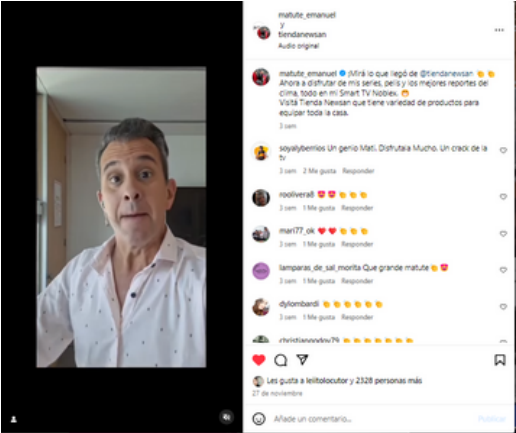 matute_emanuel
y
tiendanewsan
Audio original
matute_emanuel ¡Mirá lo que llegó de @tiendanewsan 👏👏
Ahora a disfrutar de mis series, pelis y los mejores reportes del
clima, todo en mi Smart TV Noblex. 😁
Visitá Tienda Newsan que tiene variedad de productos para
equipar toda la casa.
3 sem
soyalyberrios Un genio Mati. Disfrutala Mucho. Un crack de la
tv
3 sem 2 Me gusta Responder
roolivera8 😍😍👏👏👏
3 sem 1 Me gusta Responder
mari77_ok ❤️❤️👏👏👏
3 sem 1 Me gusta Responder
lamparas_de_sal_morita Que grande matute👏😍
3 sem 1 Me gusta Responder
dylombardi 👏👏👏👏👏👏
3 sem 1 Me gusta Responder
christiangodoy79 👏👏👏👏👏👏👏
Les gusta a leiitolocutor y 2328 personas más
27 de noviembre
Añade un comentario...
Publicar